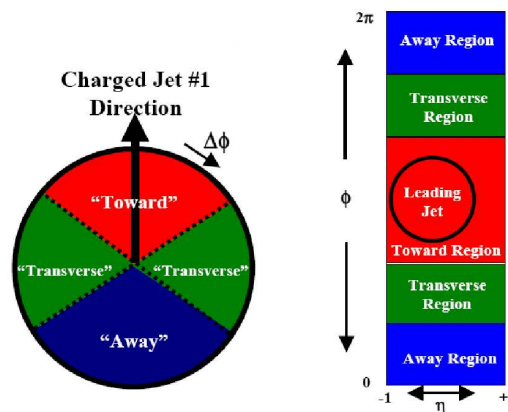 Charged Jet #1
Direction
Δϕ
“Toward”
“Transverse”
“Transverse”
“Away”
2π
Away Region
Transverse
Region
ϕ
Leading
Jet
Toward Region
Transverse
Region
Away Region
0
-1
η
+